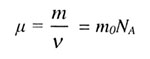 μ = m/ν = m₀N_A